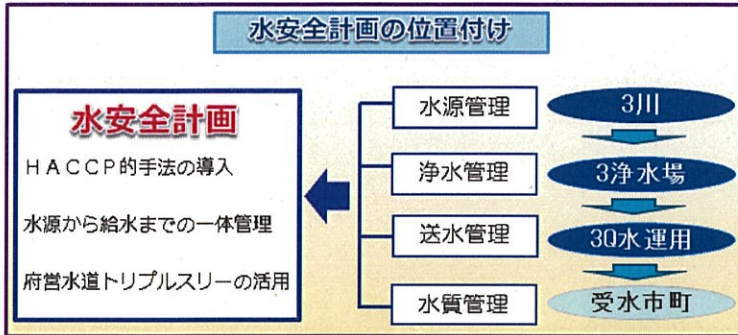 水安全計画の位置付け
水安全計画
HACCP的手法の導入
水源から給水までの一体管理
府営水道トリプルスリーの活用
水源管理
3川
浄水管理
3浄水場
送水管理
3Q水運用
水質管理
受水市町